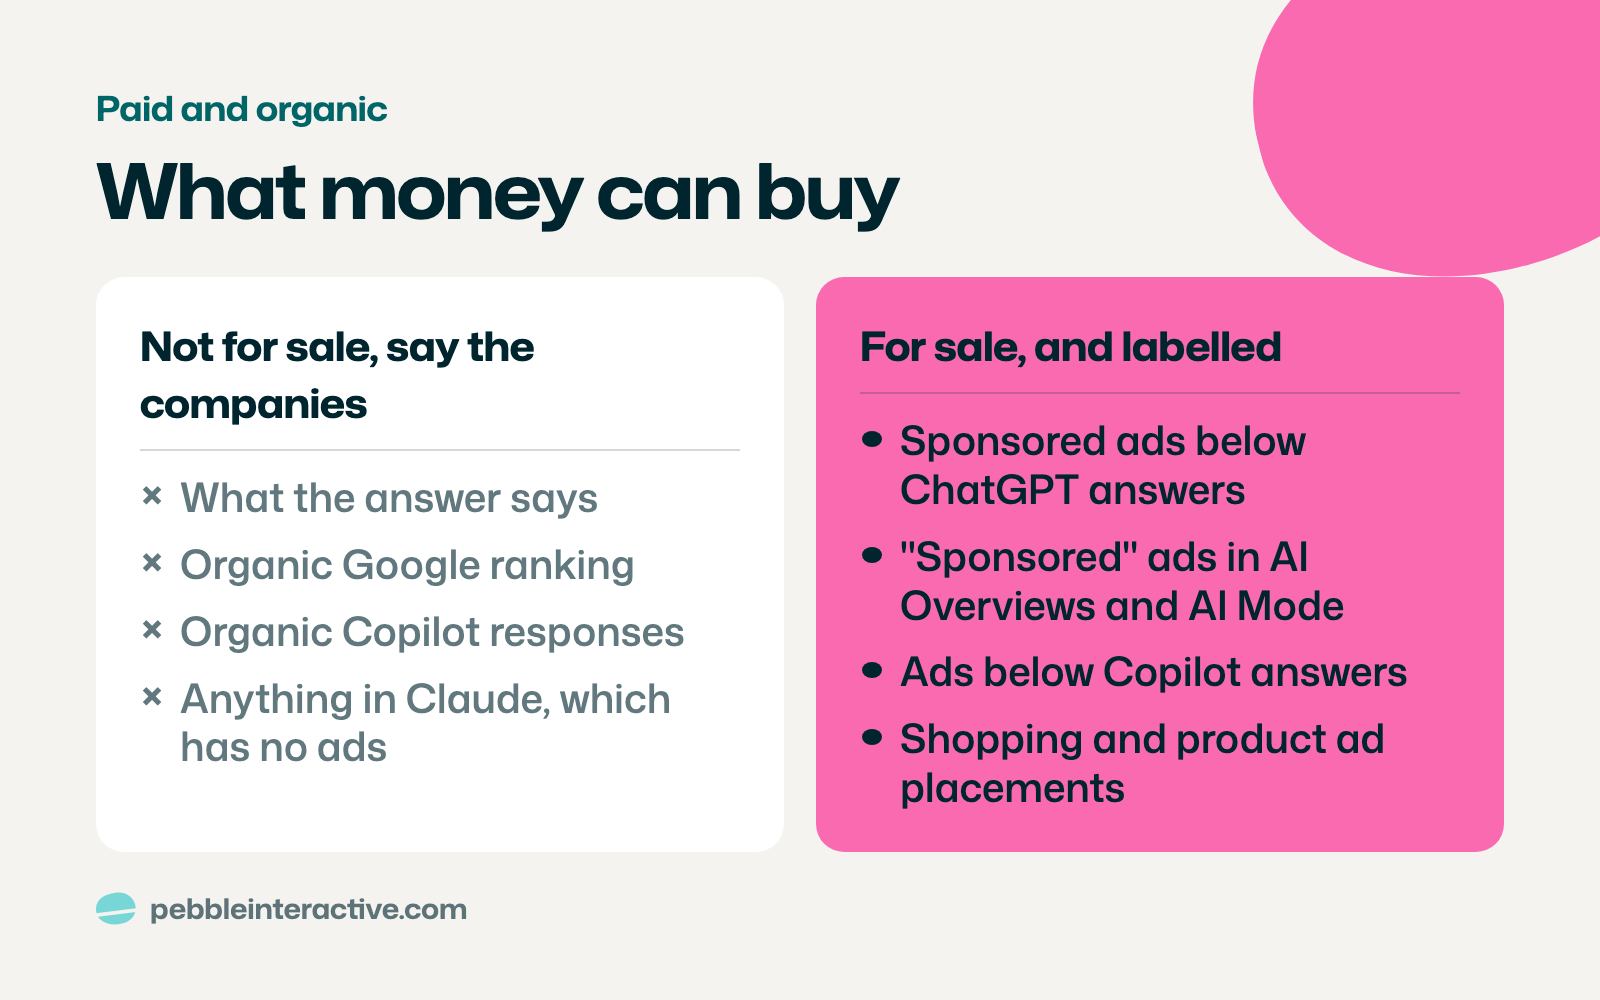 Paid and organic
What money can buy
Not for sale, say the
companies
× What the answer says
× Organic Google ranking
× Organic Copilot responses
× Anything in Claude, which
has no ads
For sale, and labelled
• Sponsored ads below
ChatGPT answers
• "Sponsored" ads in AI
Overviews and AI Mode
• Ads below Copilot answers
• Shopping and product ad
placements
pebbleinteractive.com